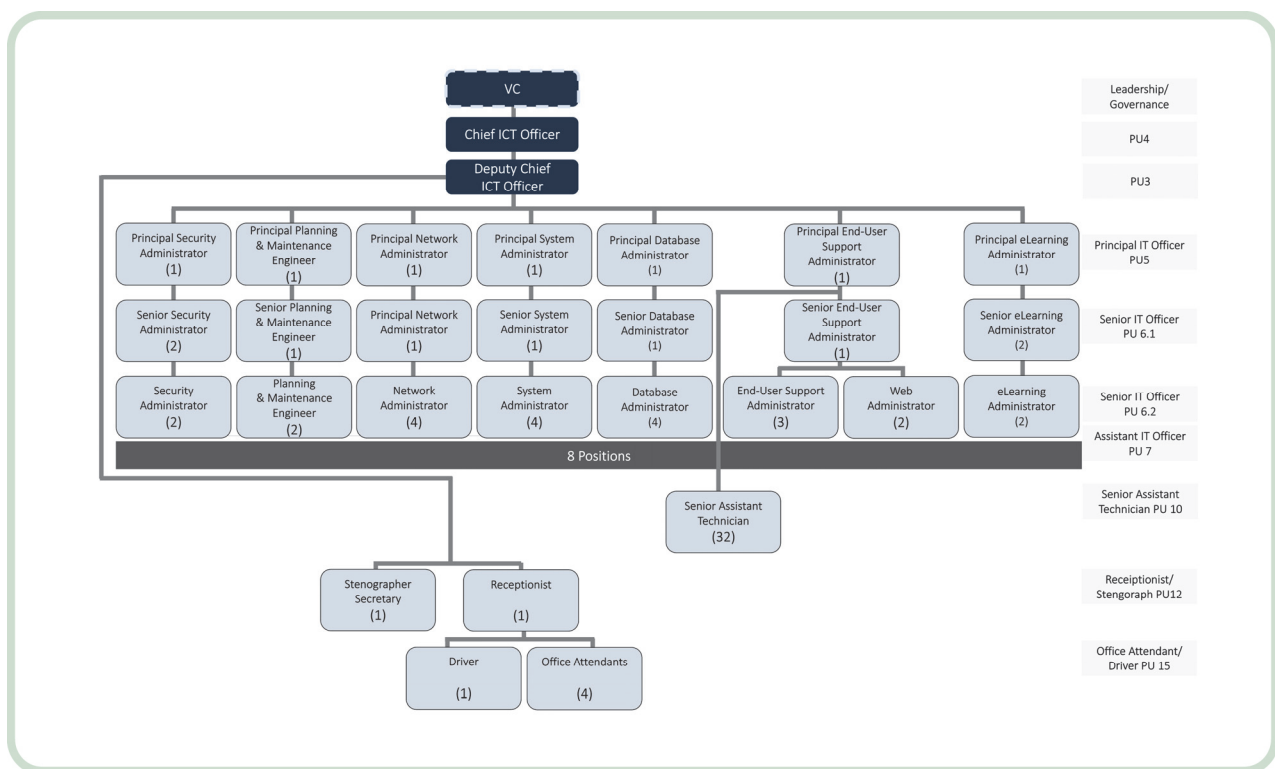 VC
Leadership/
Governance
Chief ICT Officer
PU4
Deputy Chief
ICT Officer
PU3
Principal Security
Administrator
(1)
Principal Planning
& Maintenance
Engineer
(1)
Principal Network
Administrator
(1)
Principal System
Administrator
(1)
Principal Database
Administrator
(1)
Principal End-User
Support
Administrator
(1)
Principal eLearning
Administrator
(1)
Principal IT Officer
PU5
Senior Security
Administrator
(2)
Senior Planning
& Maintenance
Engineer
(1)
Principal Network
Administrator
(1)
Senior System
Administrator
(1)
Senior Database
Administrator
(1)
Senior End-User
Support
Administrator
(1)
Senior eLearning
Administrator
(2)
Senior IT Officer
PU 6.1
Security
Administrator
(2)
Planning
& Maintenance
Engineer
(2)
Network
Administrator
(4)
System
Administrator
(4)
Database
Administrator
(4)
End-User Support
Administrator
(3)
Web
Administrator
(2)
eLearning
Administrator
(2)
Senior IT Officer
PU 6.2
8 Positions
Assistant IT Officer
PU 7
Senior Assistant
Technician
(32)
Senior Assistant
Technician PU 10
Stenographer
Secretary
(1)
Receptionist
(1)
Receiptionist/
Stengoraph PU12
Driver
(1)
Office Attendants
(4)
Office Attendant/
Driver PU 15